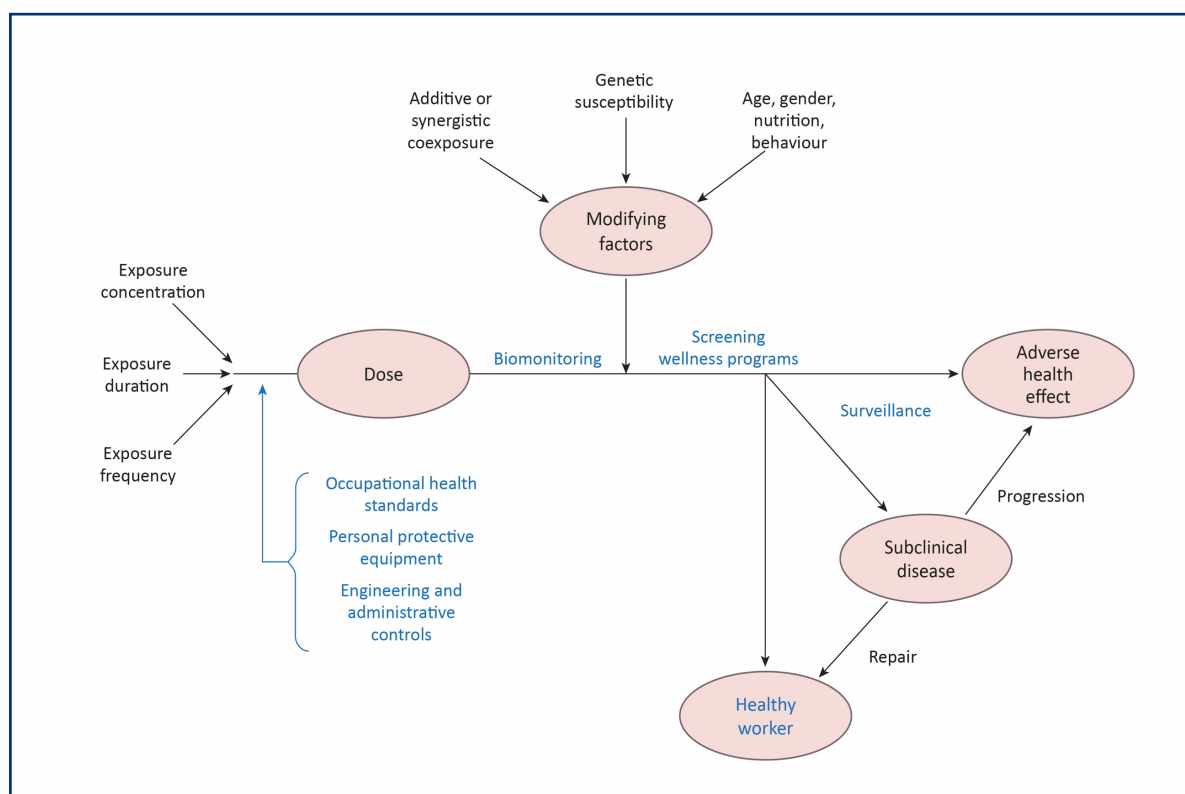 Genetic
susceptibility
Additive or
synergistic
coexposure
Age, gender,
nutrition,
behaviour
Modifying
factors
Exposure
concentration
Exposure
duration
Exposure
frequency
Dose
Biomonitoring
Screening
wellness programs
Adverse
health
effect
Surveillance
Occupational health
standards
Personal protective
equipment
Engineering and
administrative
controls
Progression
Subclinical
disease
Repair
Healthy
worker